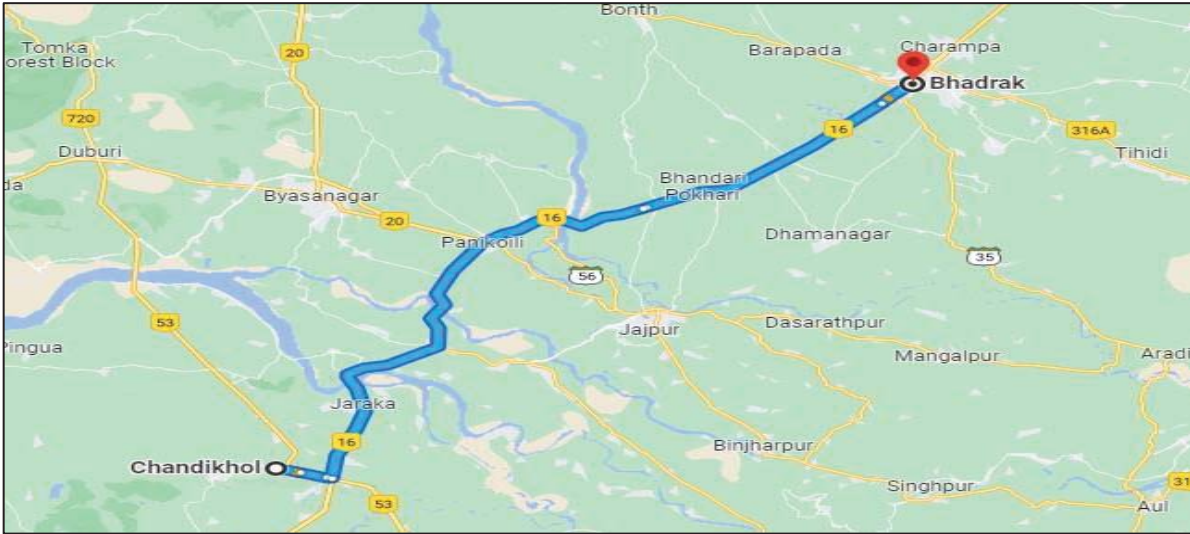 Bonth
Tomka
orest Block
20
Barapada
Charampa
Bhadrak
720
16
316A
Duburi
Tihidi
da
Byasanagar
Bhandari
Pokhari
20
16
Panikoili
Dhamanagar
56
35
53
Jajpur
Dasarathpur
Pingua
Mangalpur
Aradi
Jaraka
16
Binjharpur
Chandikhol
Singhpur
31
53
Aul